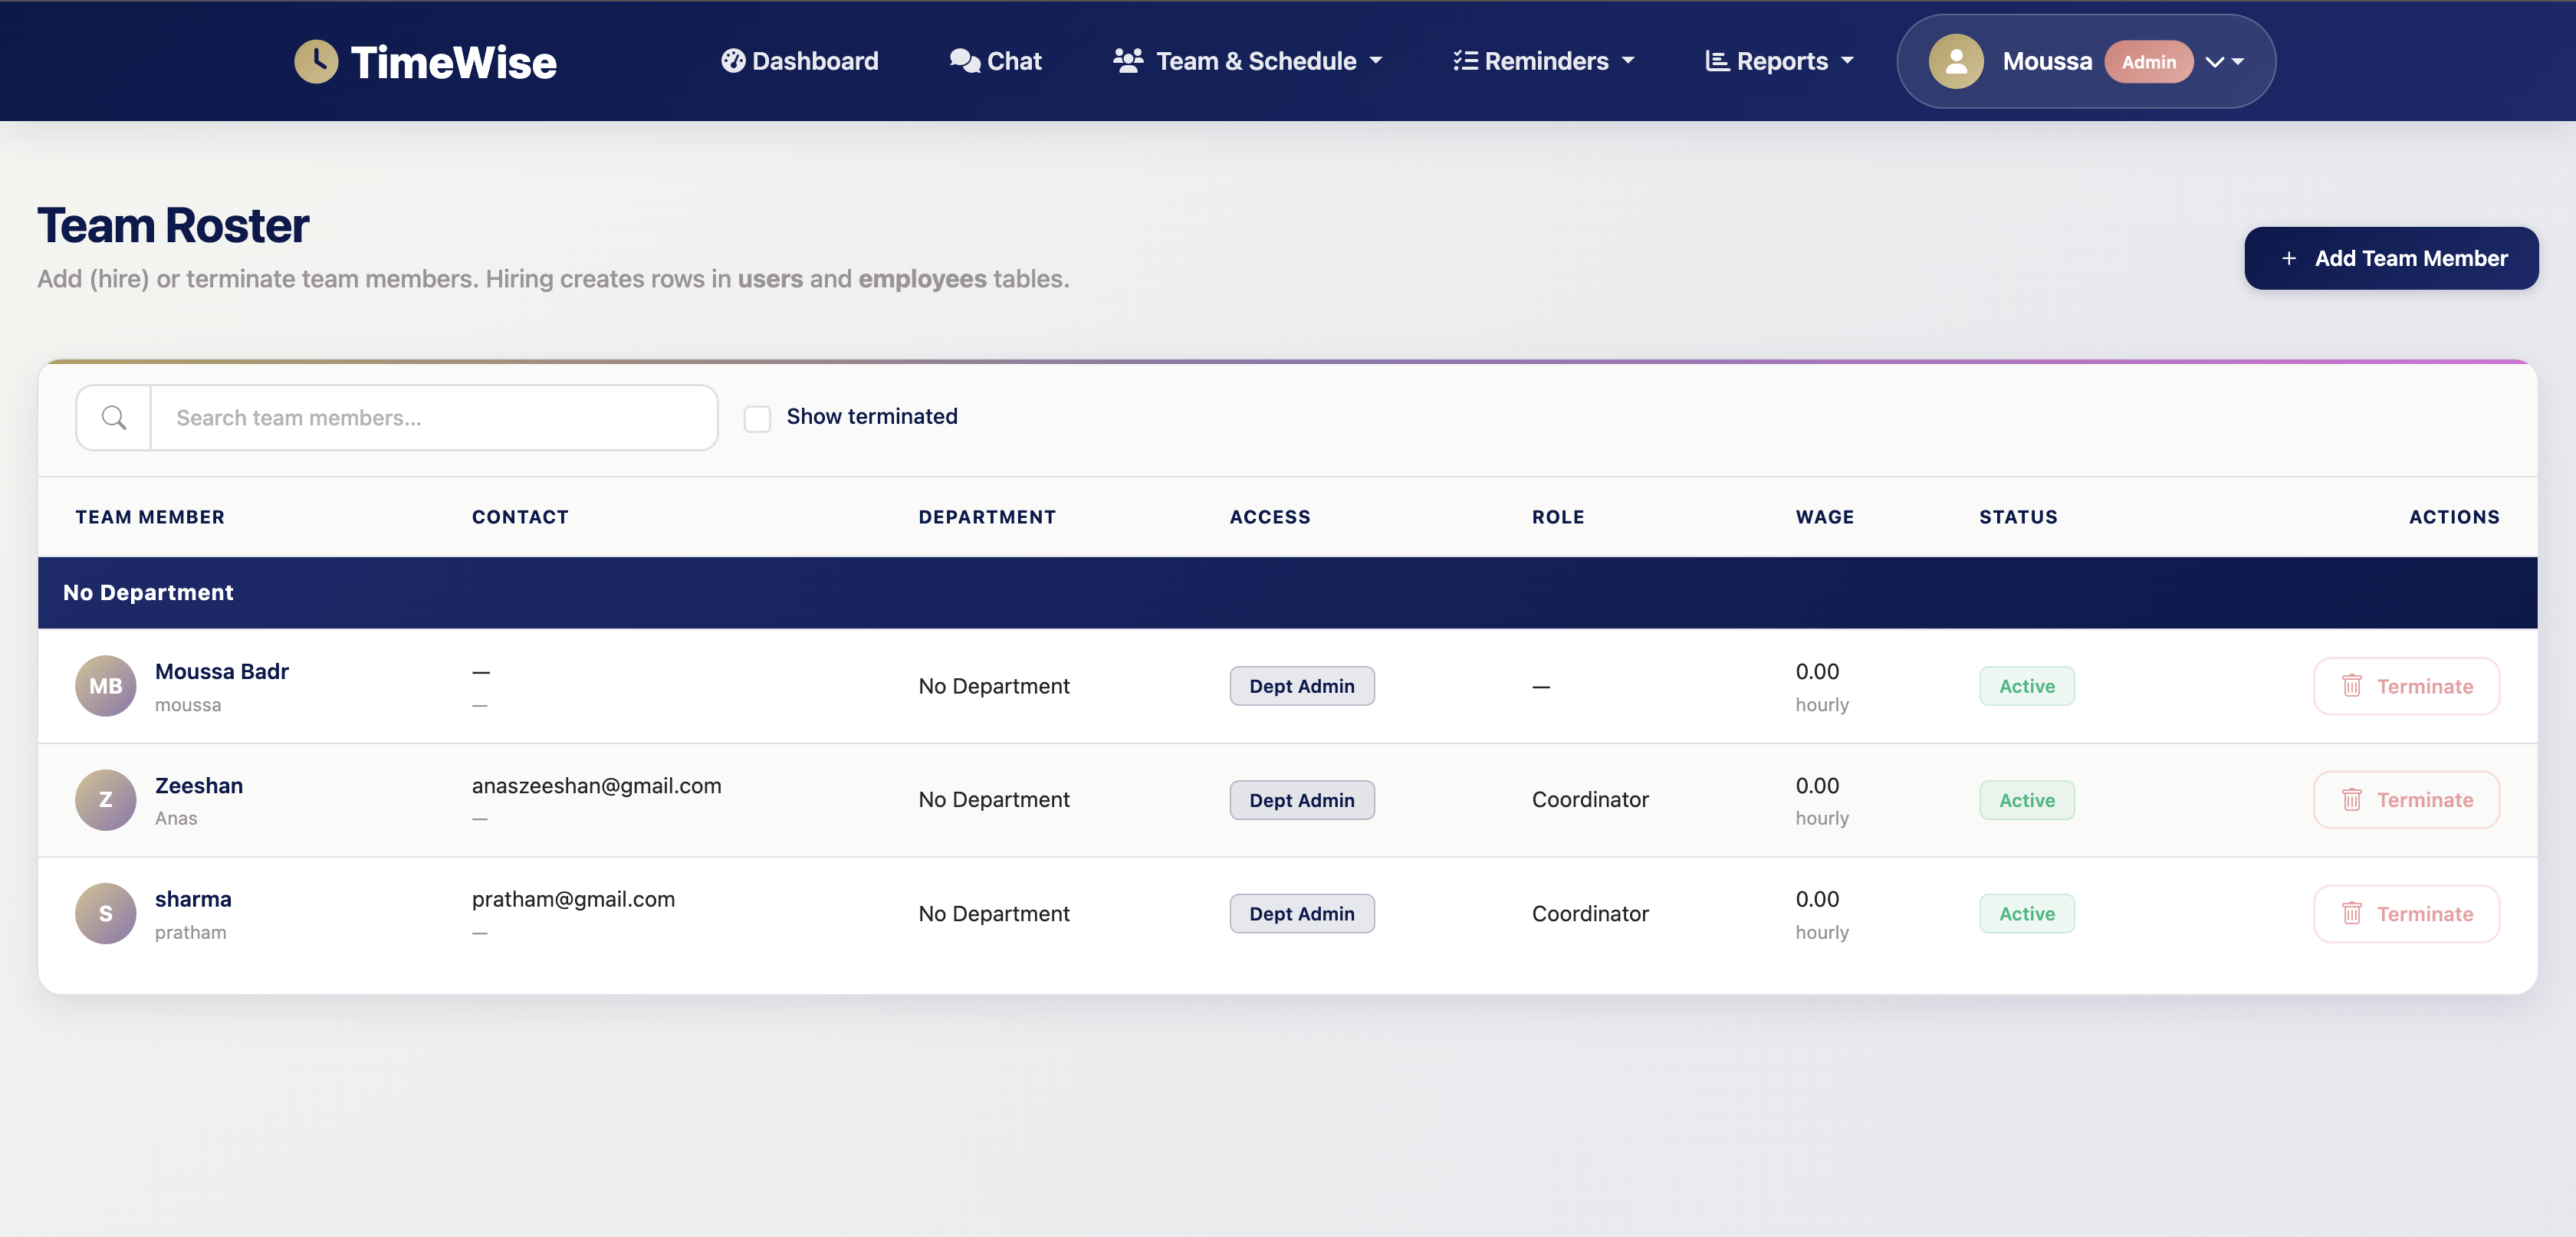 TimeWise Dashboard Chat Team & Schedule Reminders Reports Moussa Admin
Team Roster
Add (hire) or terminate team members. Hiring creates rows in users and employees tables.
+ Add Team Member
Search team members...
Show terminated
TEAM MEMBER CONTACT DEPARTMENT ACCESS ROLE WAGE STATUS ACTIONS
No Department
MB Moussa Badr — No Department Dept Admin — 0.00 Active Terminate
moussa — hourly
Z Zeeshan anaszeeshan@gmail.com No Department Dept Admin Coordinator 0.00 Active Terminate
Anas — hourly
S sharma pratham@gmail.com No Department Dept Admin Coordinator 0.00 Active Terminate
pratham — hourly